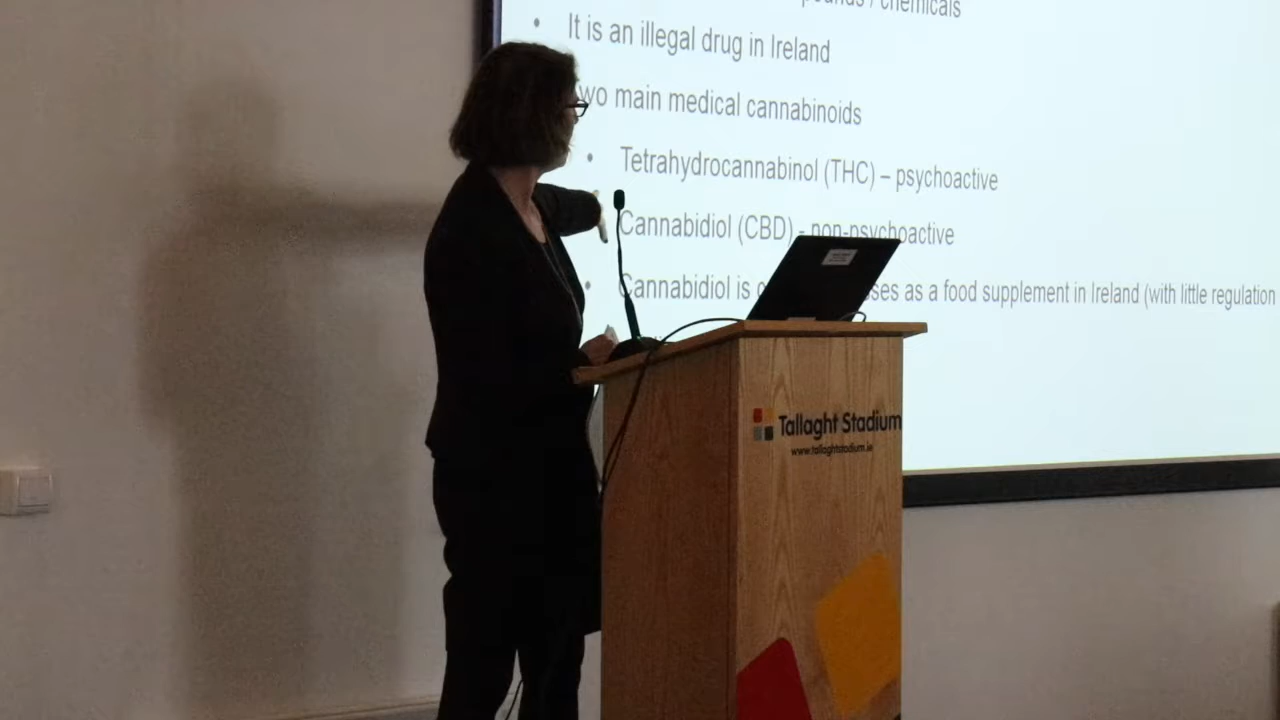 / chemicals
• It is an illegal drug in Ireland
wo main medical cannabinoids
• Tetrahydrocannabinol (THC) – psychoactive
Cannabidiol (CBD) - non-psychoactive
Cannabidiol is as a food supplement in Ireland (with little regulation
Tallaght Stadium
www.tallaghtstadium.ie